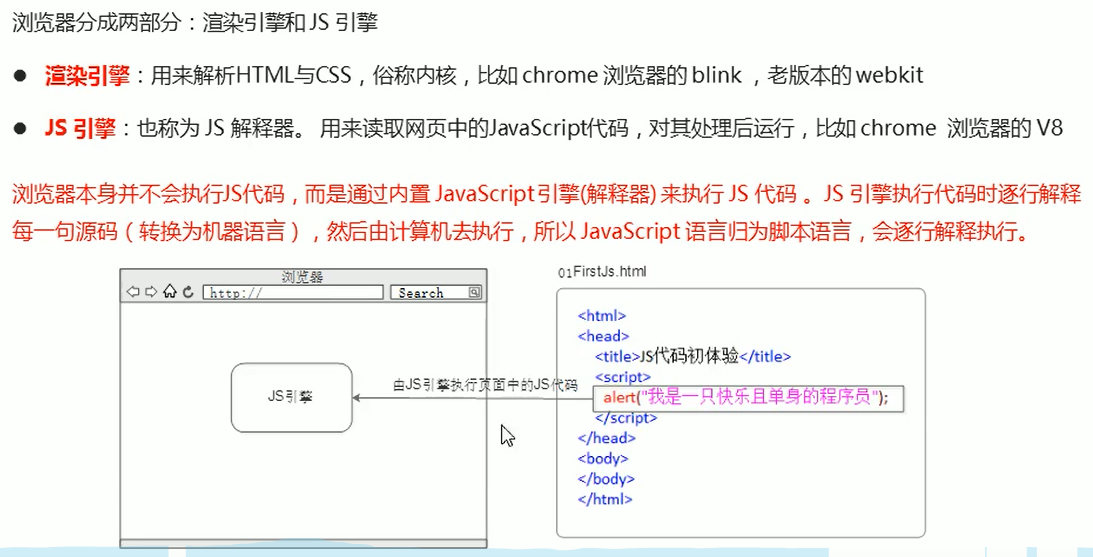 浏览器分成两部分：渲染引擎和 JS 引擎
● 渲染引擎：用来解析HTML与CSS，俗称内核，比如 chrome 浏览器的 blink ，老版本的 webkit
● JS 引擎：也称为 JS 解释器。 用来读取网页中的JavaScript代码，对其处理后运行，比如 chrome 浏览器的 V8
浏览器本身并不会执行JS代码，而是通过内置 JavaScript 引擎(解释器) 来执行 JS 代码 。JS 引擎执行代码时逐行解释
每一句源码（转换为机器语言），然后由计算机去执行，所以 JavaScript 语言归为脚本语言，会逐行解释执行。
浏览器
http://
Search
JS引擎
由JS引擎执行页面中的JS代码
01FirstJs.html
<html>
<head>
<title>JS代码初体验</title>
<script>
alert("我是一只快乐且单身的程序员");
</script>
</head>
<body>
</body>
</html>